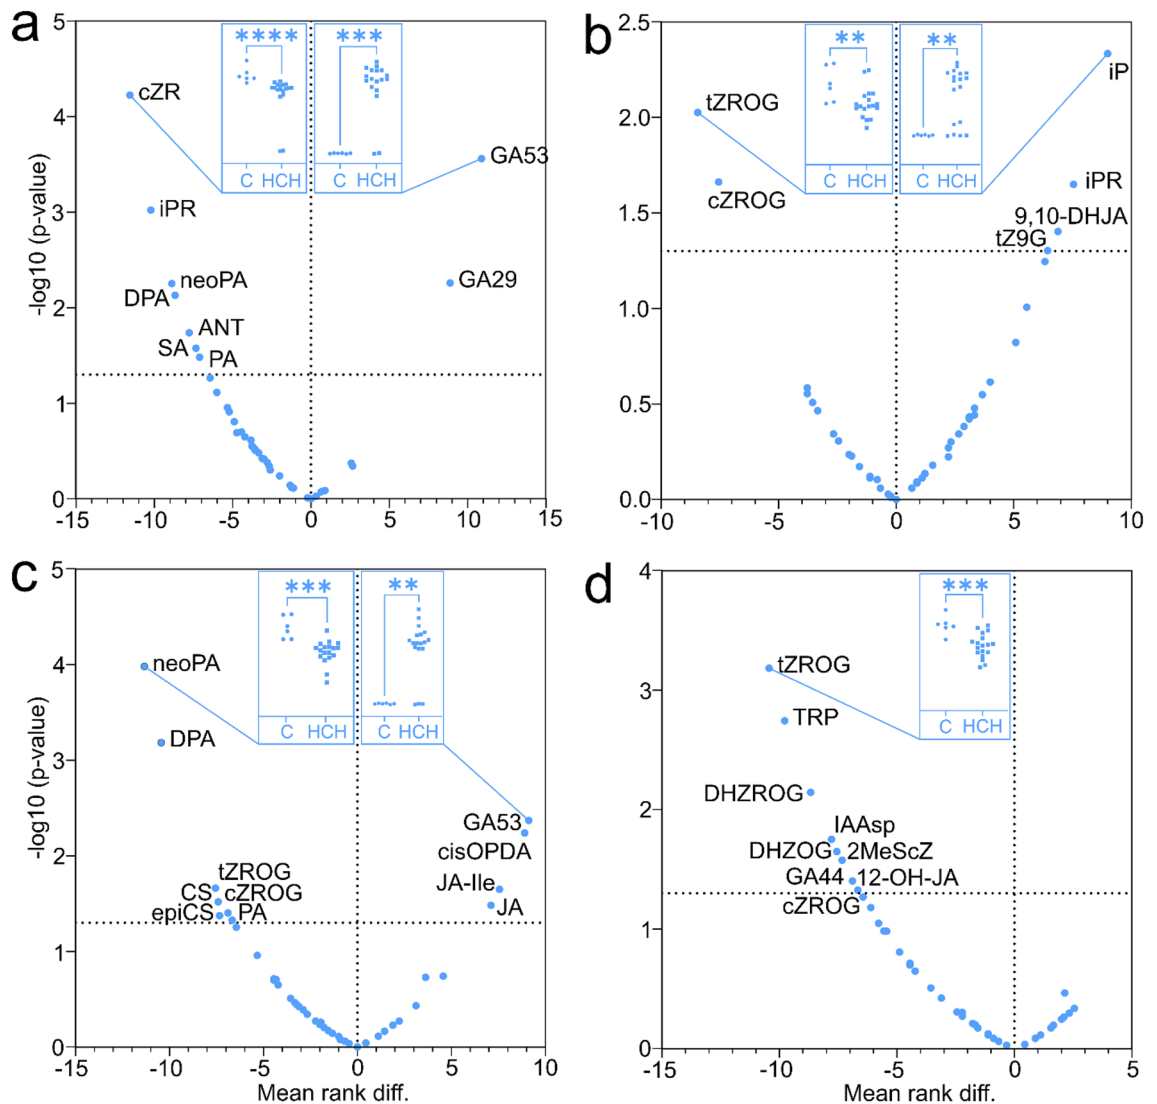 a
5
4
3
2
1
0
-log10 (p-value)
-15
-10
-5
0
5
10
15
****
***
C HCH
C HCH
cZR
GA53
iPR
GA29
neoPA
DPA
ANT
SA
PA
b
2.5
2.0
1.5
1.0
0.5
0.0
-10
-5
0
5
10
**
**
C HCH
C HCH
iP
tZROG
cZROG
iPR
9,10-DHJA
tZ9G
c
5
4
3
2
1
0
-log10 (p-value)
-15
-10
-5
0
5
10
Mean rank diff.
***
**
C HCH
C HCH
neoPA
DPA
GA53
cisOPDA
JA-Ile
JA
tZROG
CS cZROG
epiCS PA
d
4
3
2
1
0
-15
-10
-5
0
5
Mean rank diff.
***
C HCH
tZROG
TRP
DHZROG
IAAsp
DHZOG 2MeScZ
GA44 12-OH-JA
cZROG